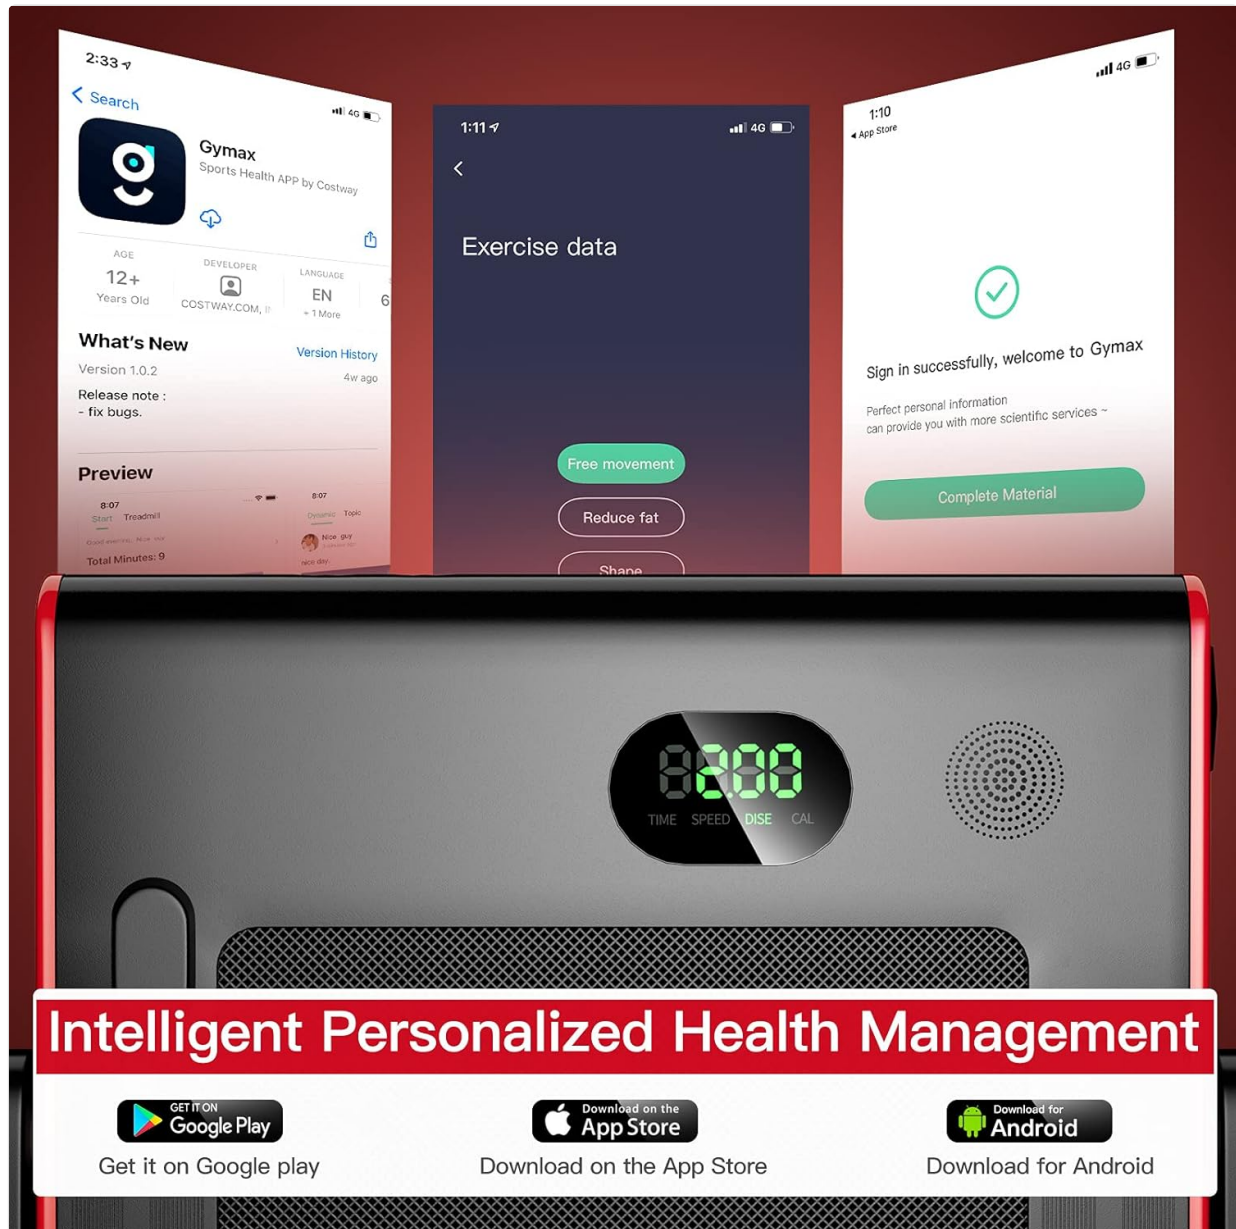 2:33
Search
4G
Gymax
Sports Health APP by Costway
AGE
12+
Years Old
DEVELOPER
COSTWAY.COM,
LANGUAGE
EN
+ 1 More
6
What's New
Version History
Version 1.0.2
4w ago
Release note :
- fix bugs.
Preview
8:07
Start Treadmill
Total Minutes: 9
8:07
Dynamic Topic
Nice guy
nice day.
1:11
4G
Exercise data
Free movement
Reduce fat
Shape
4G
1:10
App Store
Sign in successfully, welcome to Gymax
Perfect personal information
can provide you with more scientific services ~
Complete Material
2.00
TIME SPEED DISE CAL
Intelligent Personalized Health Management
GET IT ON
Google Play
Get it on Google play
Download on the
App Store
Download on the App Store
Download for
Android
Download for Android